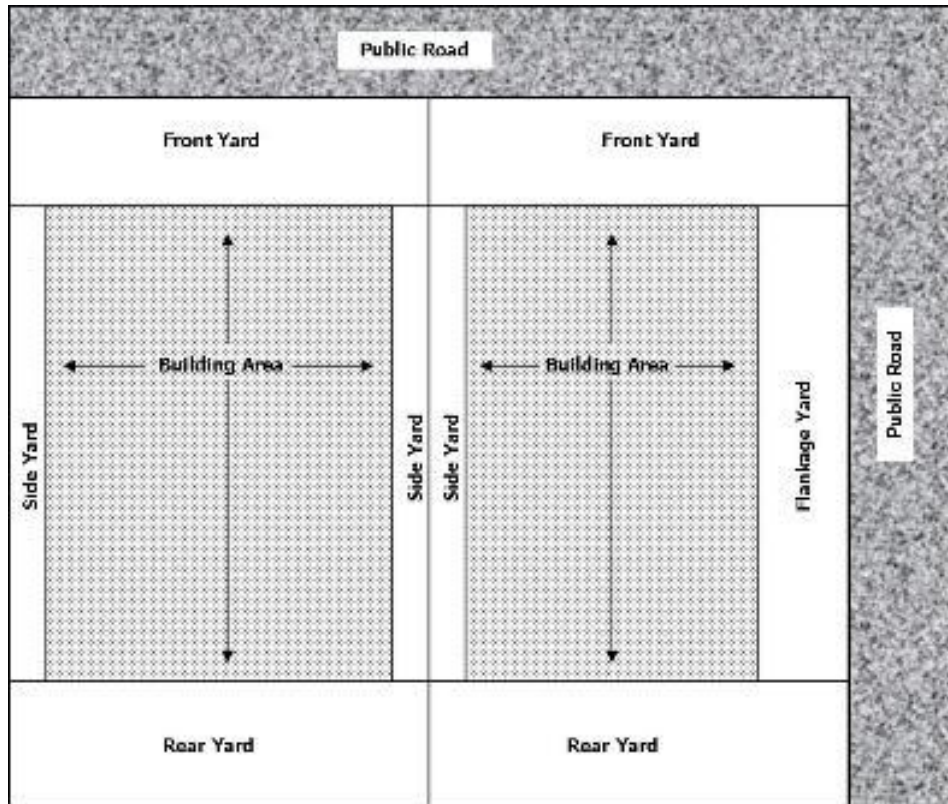 Public Road
Front Yard
Front Yard
Building Area
Building Area
Side Yard
Side Yard
Side Yard
Flankage Yard
Public Road
Rear Yard
Rear Yard